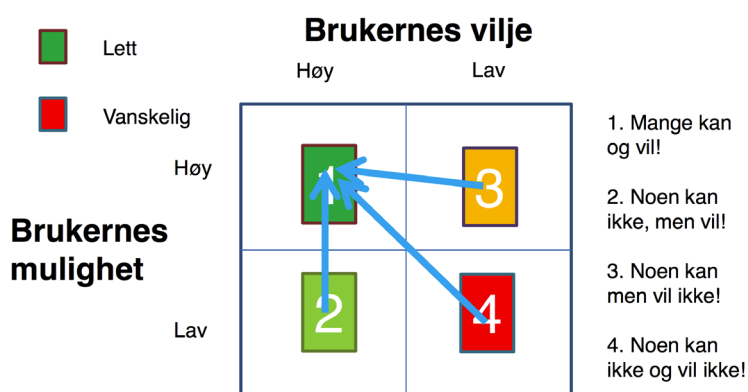 Brukernes vilje
Lett
Høy
Lav
Vanskelig
Høy
1
3
Brukernes
mulighet
Lav
2
4
1. Mange kan
og vil!
2. Noen kan
ikke, men vil!
3. Noen kan
men vil ikke!
4. Noen kan
ikke og vil ikke!